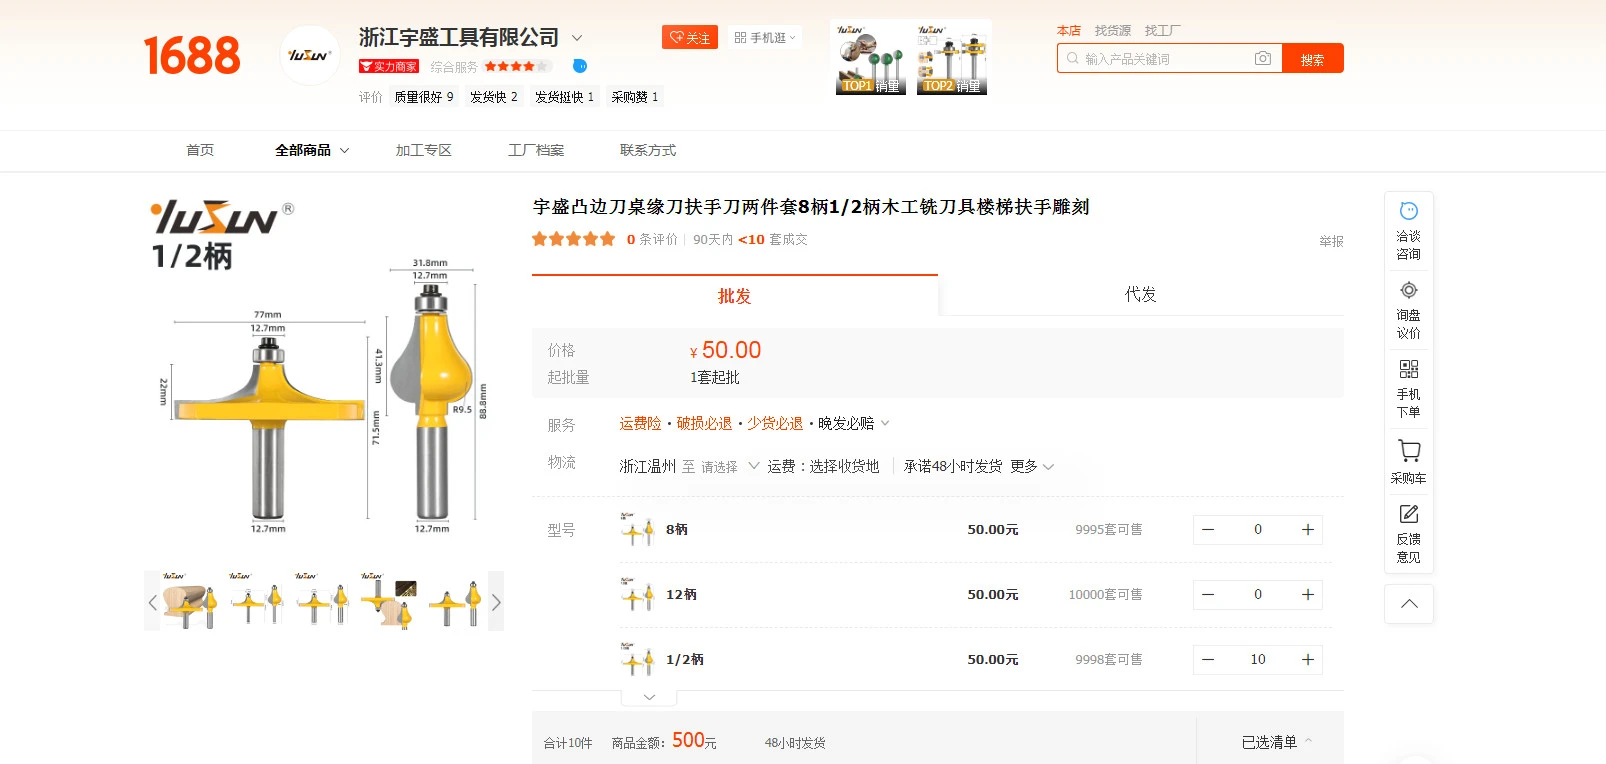 1688
YUSUN
浙江宇盛工具有限公司
实力商家 综合服务
评价 质量很好 9 发货快 2 发货挺快 1 采购赞 1
关注
手机逛
TOP1 销量
TOP2 销量
本店 找货源 找工厂
输入产品关键词
搜索
首页 全部商品 加工专区 工厂档案 联系方式
YUSUN®
1/2柄
77mm
12.7mm
22mm
71.5mm
12.7mm
31.8mm
12.7mm
41.3mm
R9.5
88.8mm
12.7mm
宇盛凸边刀桌缘刀扶手刀两件套8柄1/2柄木工铣刀具楼梯扶手雕刻
0 条评价 90天内 <10 套成交
举报
批发 代发
价格 ¥ 50.00
起批量 1套起批
服务 运费险·破损必退·少货必退·晚发必赔
物流 浙江温州 至 请选择 运费：选择收货地 承诺48小时发货 更多
型号
8柄 50.00元 9995套可售 — 0 +
12柄 50.00元 10000套可售 — 0 +
1/2柄 50.00元 9998套可售 — 10 +
合计10件 商品金额：500元 48小时发货 已选清单
洽谈
咨询
询盘
议价
手机
下单
采购车
反馈
意见